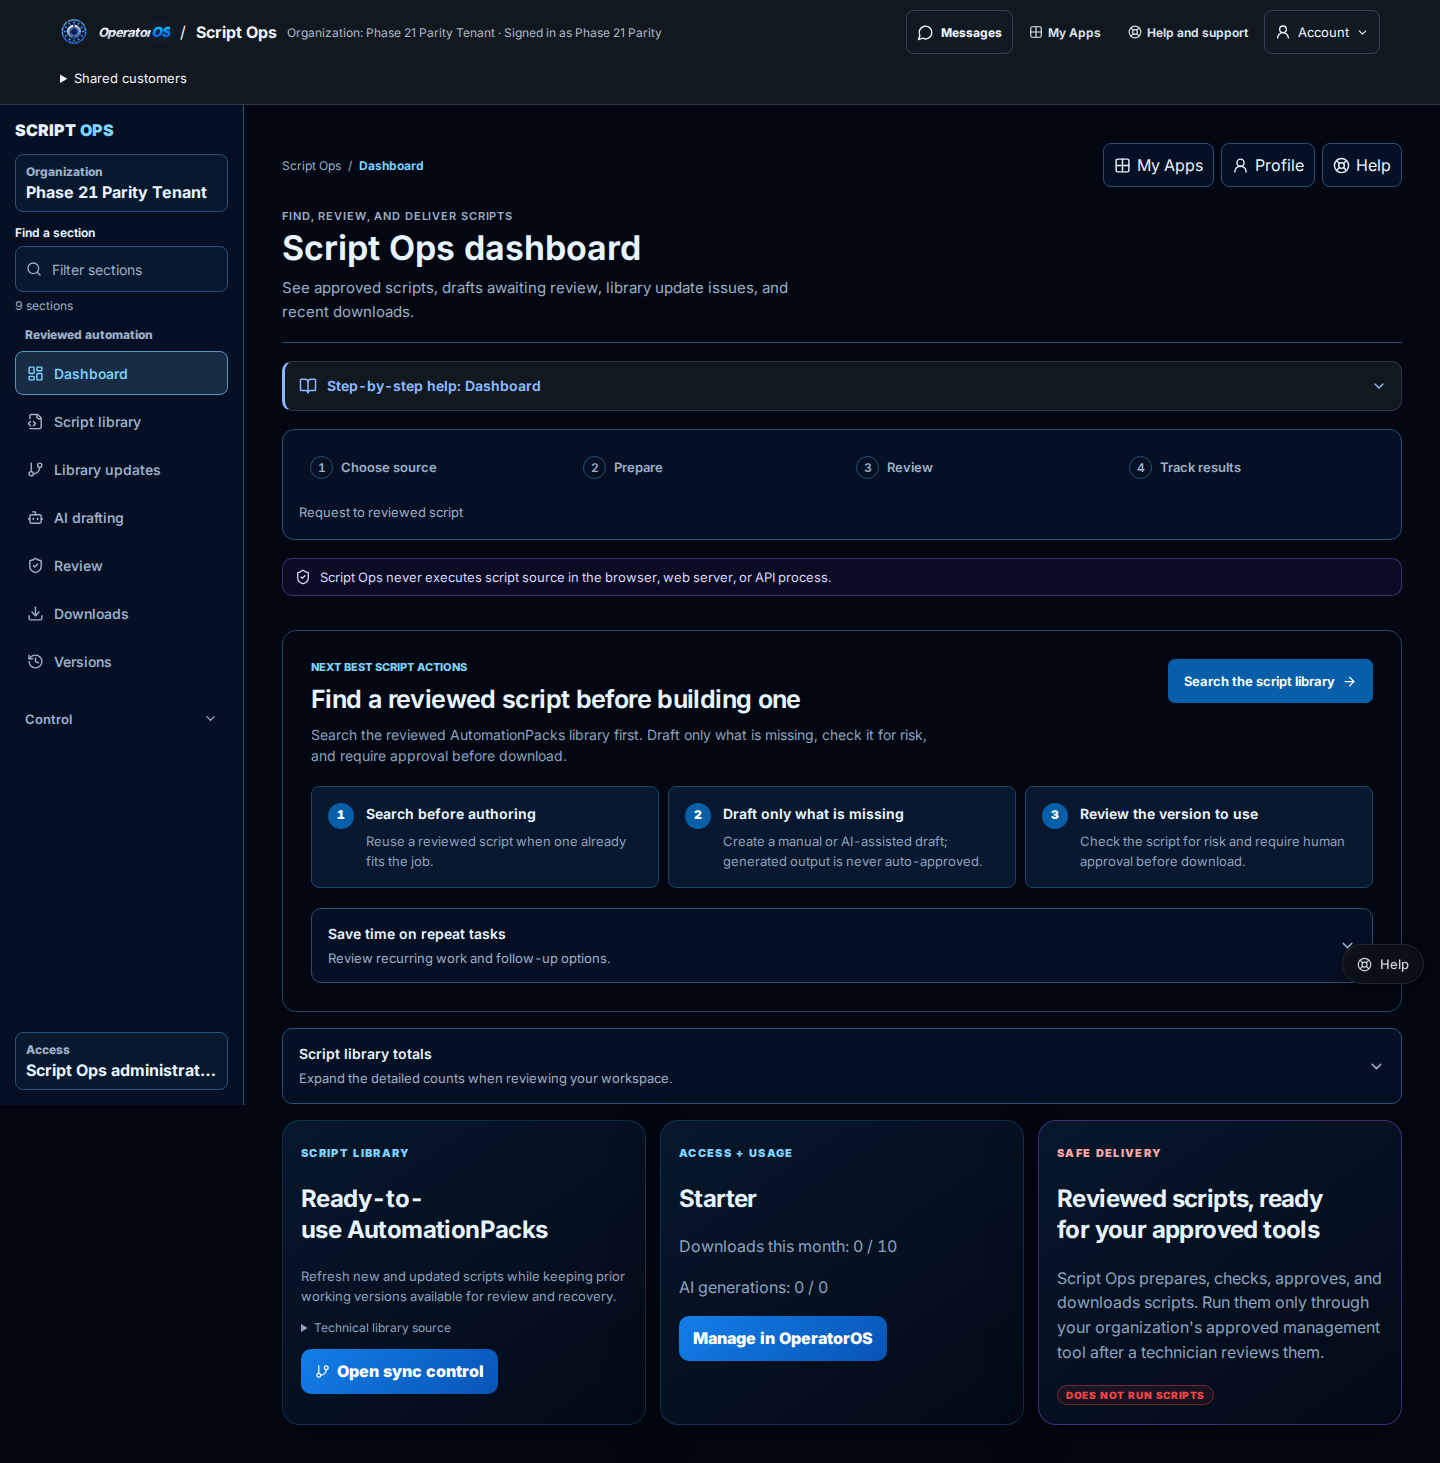 OperatorOS / Script Ops Organization: Phase 21 Parity Tenant · Signed in as Phase 21 Parity
Messages My Apps Help and support Account
Shared customers
SCRIPT OPS
Organization
Phase 21 Parity Tenant
Find a section
Filter sections
9 sections
Reviewed automation
Dashboard
Script library
Library updates
AI drafting
Review
Downloads
Versions
Control
Access
Script Ops administrat...
Script Ops / Dashboard
My Apps Profile Help
FIND, REVIEW, AND DELIVER SCRIPTS
Script Ops dashboard
See approved scripts, drafts awaiting review, library update issues, and
recent downloads.
Step-by-step help: Dashboard
1 Choose source 2 Prepare 3 Review 4 Track results
Request to reviewed script
Script Ops never executes script source in the browser, web server, or API process.
NEXT BEST SCRIPT ACTIONS
Find a reviewed script before building one
Search the script library
Search the reviewed AutomationPacks library first. Draft only what is missing, check it for risk,
and require approval before download.
1 Search before authoring
Reuse a reviewed script when one already
fits the job.
2 Draft only what is missing
Create a manual or AI-assisted draft;
generated output is never auto-approved.
3 Review the version to use
Check the script for risk and require human
approval before download.
Save time on repeat tasks
Review recurring work and follow-up options.
Help
Script library totals
Expand the detailed counts when reviewing your workspace.
SCRIPT LIBRARY
Ready-to-
use AutomationPacks
Refresh new and updated scripts while keeping prior
working versions available for review and recovery.
Technical library source
Open sync control
ACCESS + USAGE
Starter
Downloads this month: 0 / 10
AI generations: 0 / 0
Manage in OperatorOS
SAFE DELIVERY
Reviewed scripts, ready
for your approved tools
Script Ops prepares, checks, approves, and
downloads scripts. Run them only through
your organization's approved management
tool after a technician reviews them.
DOES NOT RUN SCRIPTS